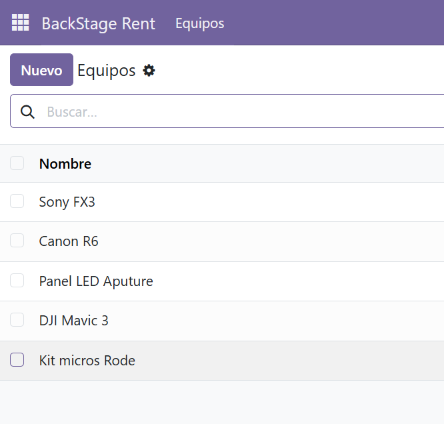 BackStage Rent Equipos
Nuevo Equipos
Buscar...
Nombre
Sony FX3
Canon R6
Panel LED Aputure
DJI Mavic 3
Kit micros Rode